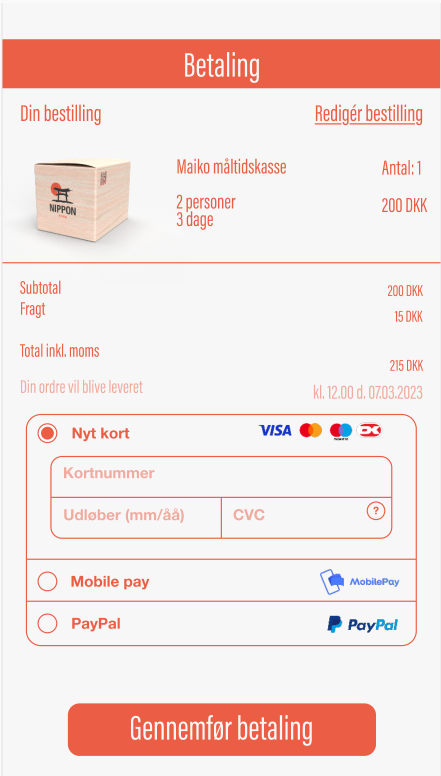 Betaling
Din bestilling
Redigér bestilling
Maiko måltidskasse
Antal: 1
2 personer
200 DKK
3 dage
NIPPON
Subtotal
200 DKK
Fragt
15 DKK
Total inkl. moms
215 DKK
Din ordre vil blive leveret
kl. 12.00 d. 07.03.2023
Nyt kort
VISA
Kortnummer
Udløber (mm/åå)
CVC
?
Mobile pay
MobilePay
PayPal
PayPal
Gennemfør betaling